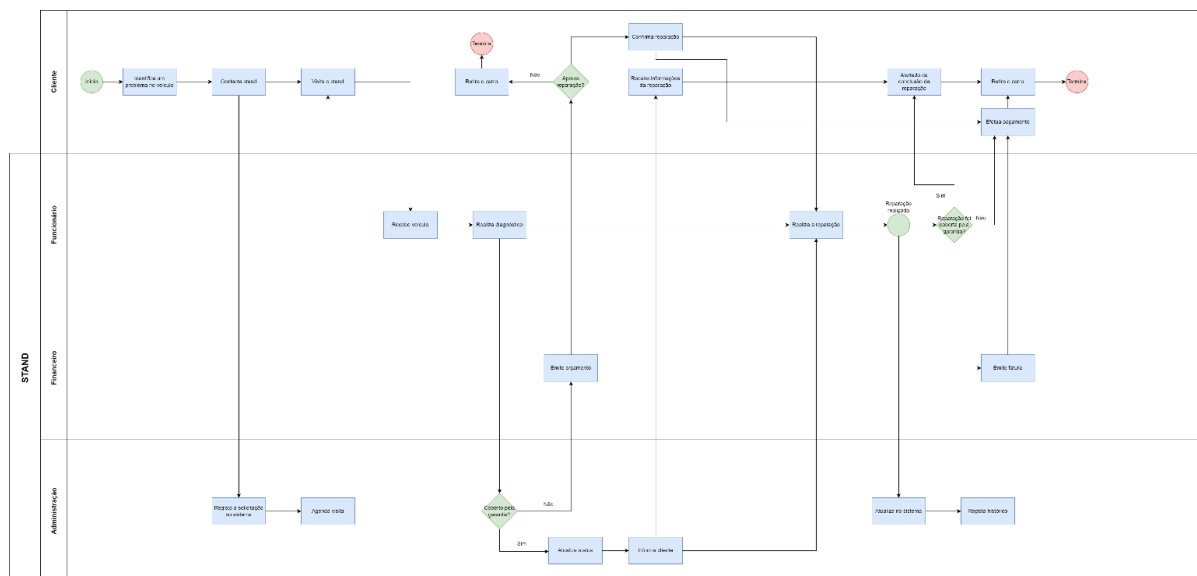 STAND
Cliente
Início
Identifica um
problema no veículo
Contacta stand
Visita o stand
Termina
Retira o carro
Não
Aprova
reparação?
Confirma reparação
Recebe informações
da reparação
Alertado da
conclusão da
reparação
Retira o carro
Termina
Efetua pagamento
Funcionário
Recebe veículo
Realiza diagnóstico
Realiza a reparação
Reparação
realizada
Sim
Reparação foi
coberta pela
garantia?
Não
Financeiro
Emite orçamento
Emite fatura
Administração
Regista a solicitação
no sistema
Agenda visita
Coberto pela
garantia?
Não
Sim
Atualiza status
Informa cliente
Atualiza no sistema
Regista histórico